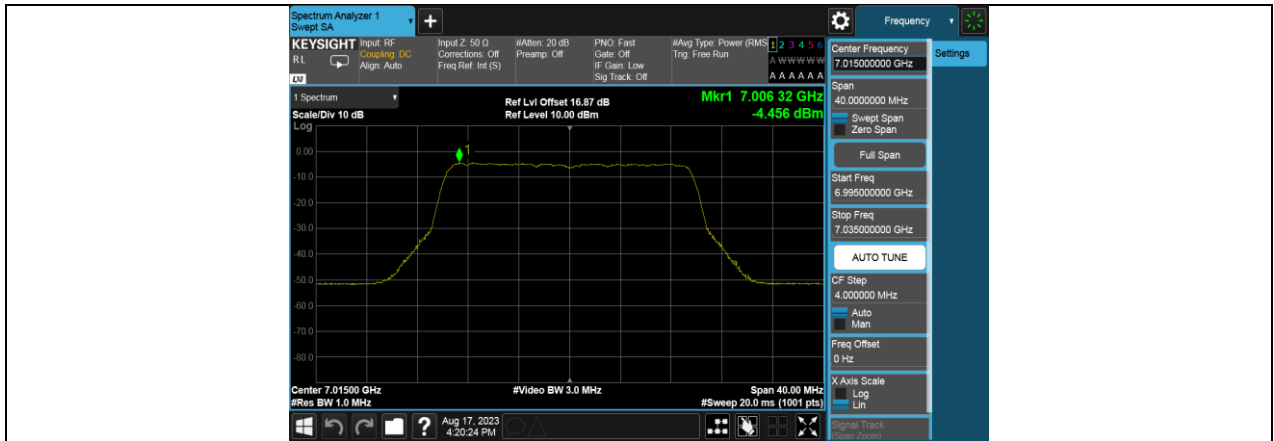 Spectrum Analyzer 1
Swept SA
Frequency
KEYSIGHT
RL
LXI
Input: RF
Coupling: DC
Align: Auto
Input Z: 50 Ω
Corrections: Off
Freq Ref: Int (S)
#Atten: 20 dB
Preamp: Off
PNO: Fast
Gate: Off
IF Gain: Low
Sig Track: Off
#Avg Type: Power (RMS
Trig: Free Run
1 2 3 4 5 6
A W W W W W
A A A A A A
1 Spectrum
Scale/Div 10 dB
Ref Lvl Offset 16.87 dB
Ref Level 10.00 dBm
Mkr1 7.006 32 GHz
-4.456 dBm
Log
1
0.00
-10.0
-20.0
-30.0
-40.0
-50.0
-60.0
-70.0
-80.0
Center 7.01500 GHz
#Res BW 1.0 MHz
#Video BW 3.0 MHz
Span 40.00 MHz
#Sweep 20.0 ms (1001 pts)
Aug 17, 2023
4:20:24 PM
Center Frequency
7.015000000 GHz
Settings
Span
40.0000000 MHz
Swept Span
Zero Span
Full Span
Start Freq
6.995000000 GHz
Stop Freq
7.035000000 GHz
AUTO TUNE
CF Step
4.000000 MHz
Auto
Man
Freq Offset
0 Hz
X Axis Scale
Log
Lin
Signal Track
(Span Zoom)